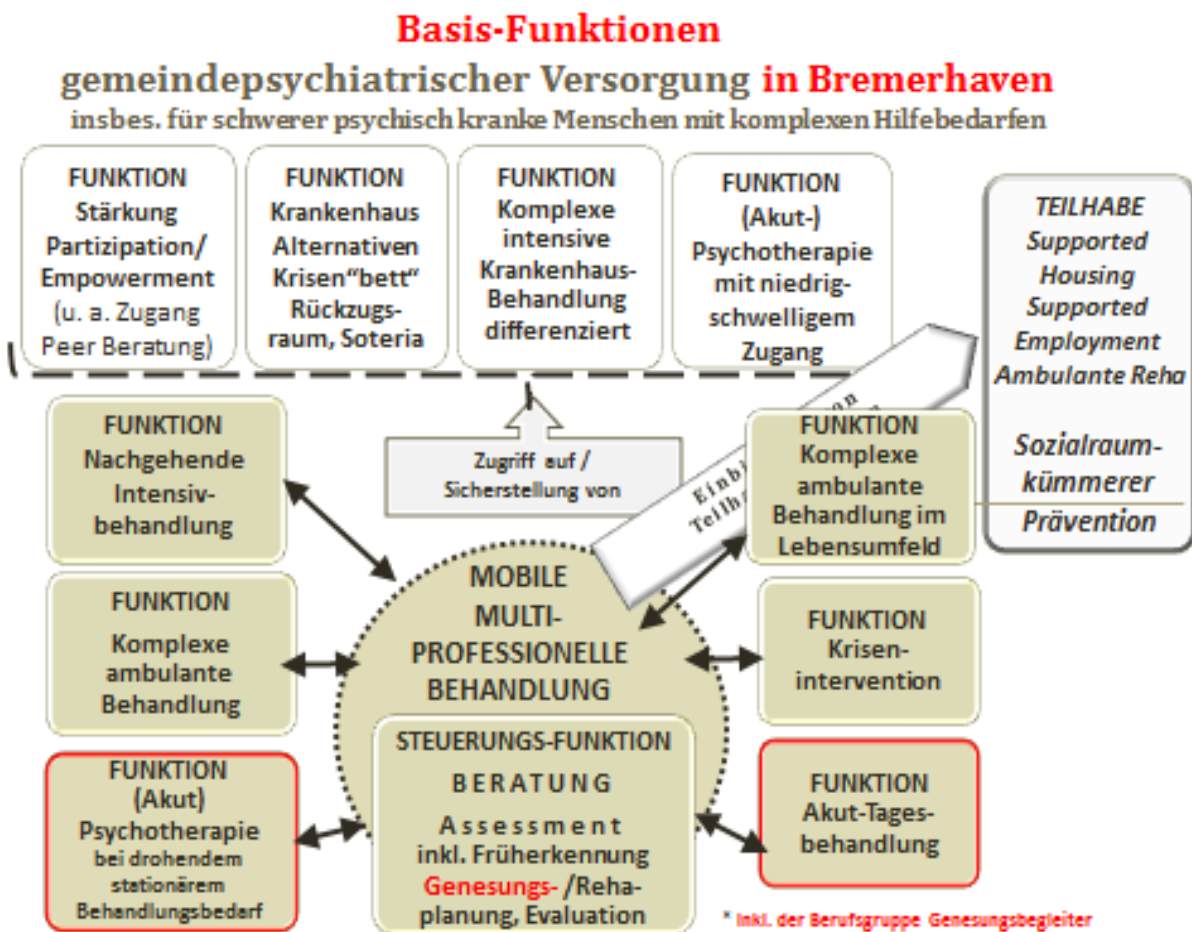 Basis-Funktionen
gemeindepsychiatrischer Versorgung in Bremerhaven
insbes. für schwerer psychisch kranke Menschen mit komplexen Hilfebedarfen
FUNKTION
Stärkung
Partizipation/
Empowerment
(u. a. Zugang
Peer Beratung)
FUNKTION
Krankenhaus
Alternativen
Krisen“bett“
Rückzugs-
raum, Soteria
FUNKTION
Komplexe
intensive
Krankenhaus-
Behandlung
differenziert
FUNKTION
(Akut-)
Psychotherapie
mit niedrig-
schwelligem
Zugang
TEILHABE
Supported
Housing
Supported
Employment
Ambulante Reha
Sozialraum-
kümmerer
Prävention
FUNKTION
Nachgehende
Intensiv-
behandlung
Zugriff auf /
Sicherstellung von
FUNKTION
Komplexe
ambulante
Behandlung im
Lebensumfeld
FUNKTION
Komplexe
ambulante
Behandlung
MOBILE
MULTI-
PROFESSIONELLE
BEHANDLUNG
FUNKTION
Krisen-
intervention
FUNKTION
(Akut)
Psychotherapie
bei drohendem
stationärem
Behandlungsbedarf
STEUERUNGS-FUNKTION
BERATUNG
Assessment
inkl. Früherkennung
Genesungs- /Reha-
planung, Evaluation
FUNKTION
Akut-Tages-
behandlung
* Inkl. der Berufsgruppe Genesungsbegleiter